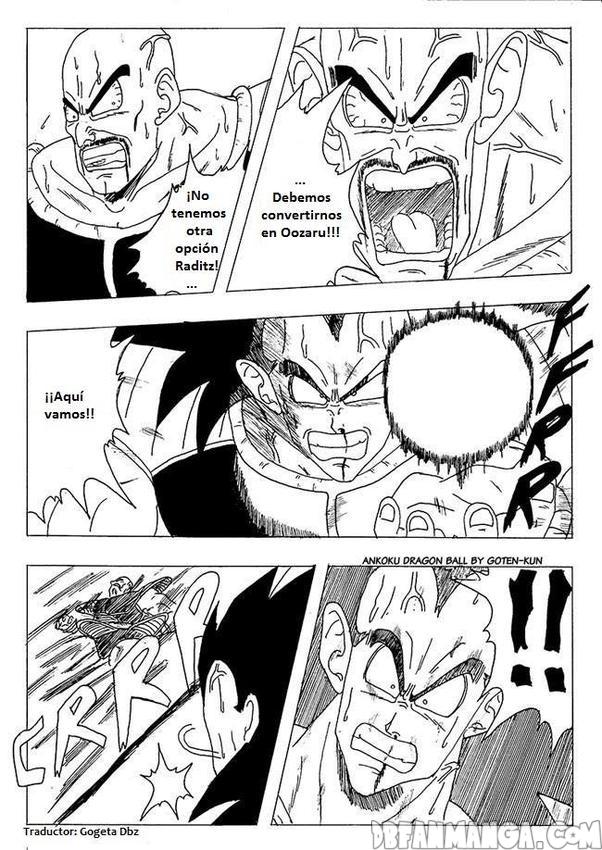 ¡No
tenemos
otra
opción
Raditz!
...
...
Debemos
convertirnos
en Oozaru!!!
¡¡Aquí
vamos!!
FFRR
ANKOKU DRAGON BALL BY GOTEN-KUN
!!
Traductor: Gogeta Dbz
DBFANMANGA.COM